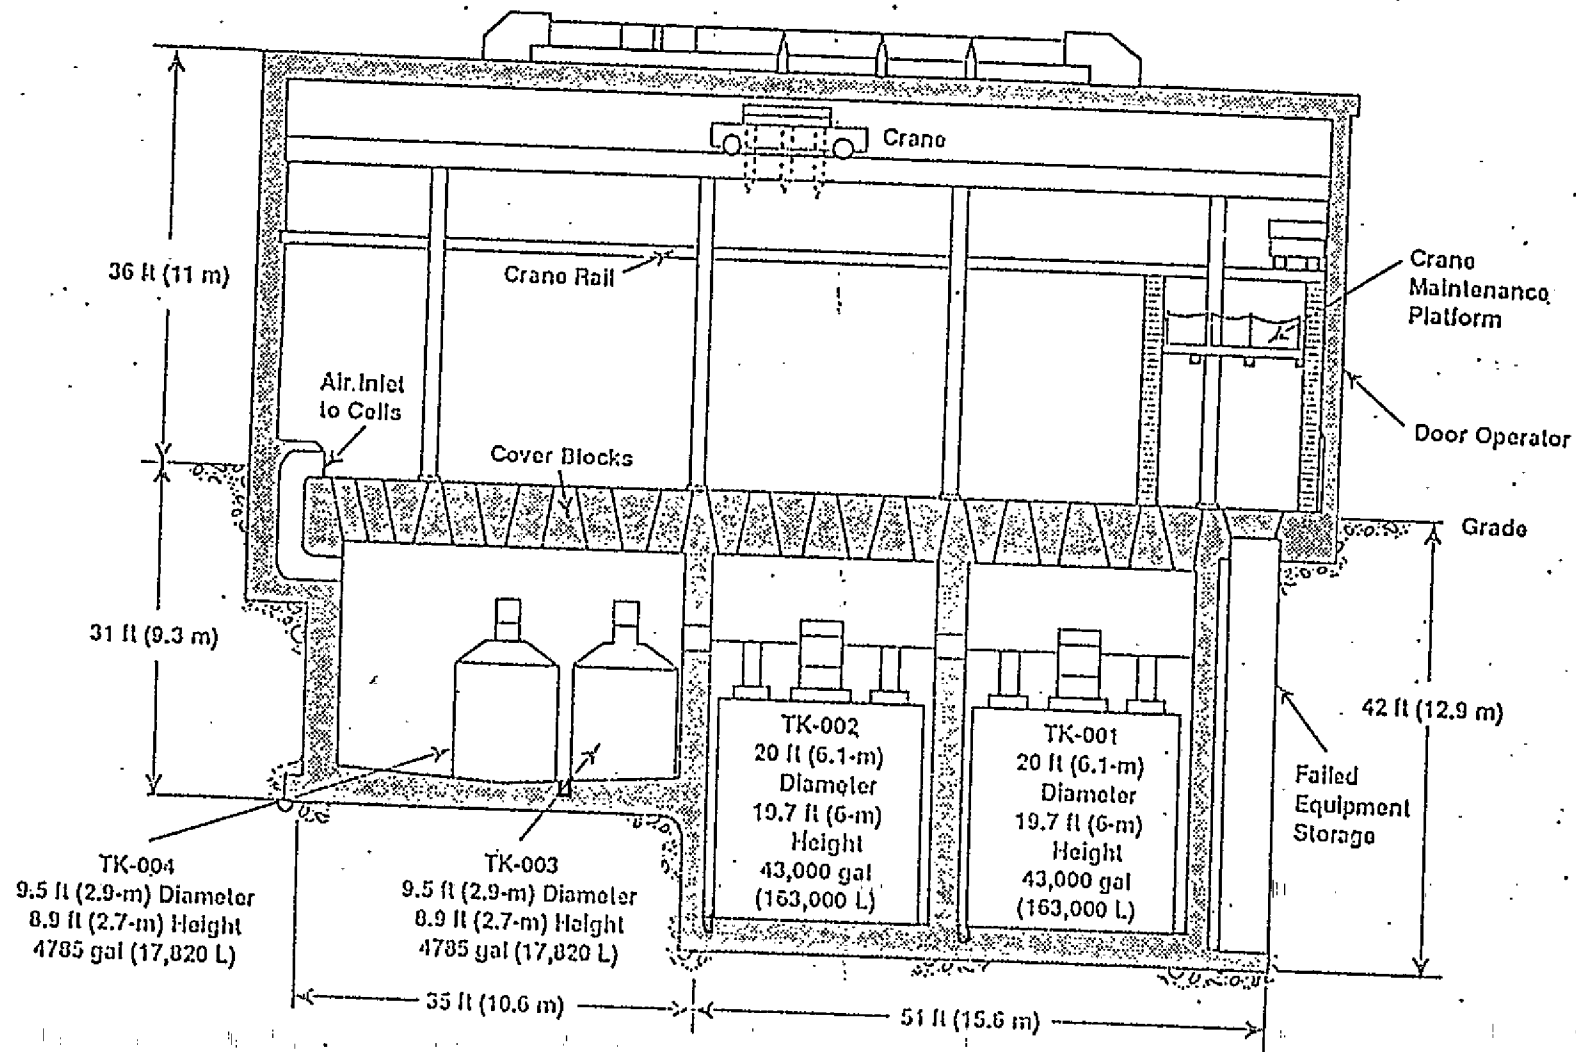 Crane
36 ft (11 m)
Crane Rail
Crane
Maintenance
Platform
Air Inlet
to Cells
Door Operator
Cover Blocks
Grade
31 ft (9.3 m)
42 ft (12.9 m)
TK-002
20 ft (6.1-m)
Diameter
19.7 ft (6-m)
Height
43,000 gal
(163,000 L)
TK-001
20 ft (6.1-m)
Diameter
19.7 ft (6-m)
Height
43,000 gal
(163,000 L)
Failed
Equipment
Storage
TK-004
9.5 ft (2.9-m) Diameter
8.9 ft (2.7-m) Height
4785 gal (17,820 L)
TK-003
9.5 ft (2.9-m) Diameter
8.9 ft (2.7-m) Height
4785 gal (17,820 L)
35 ft (10.6 m)
51 ft (15.6 m)